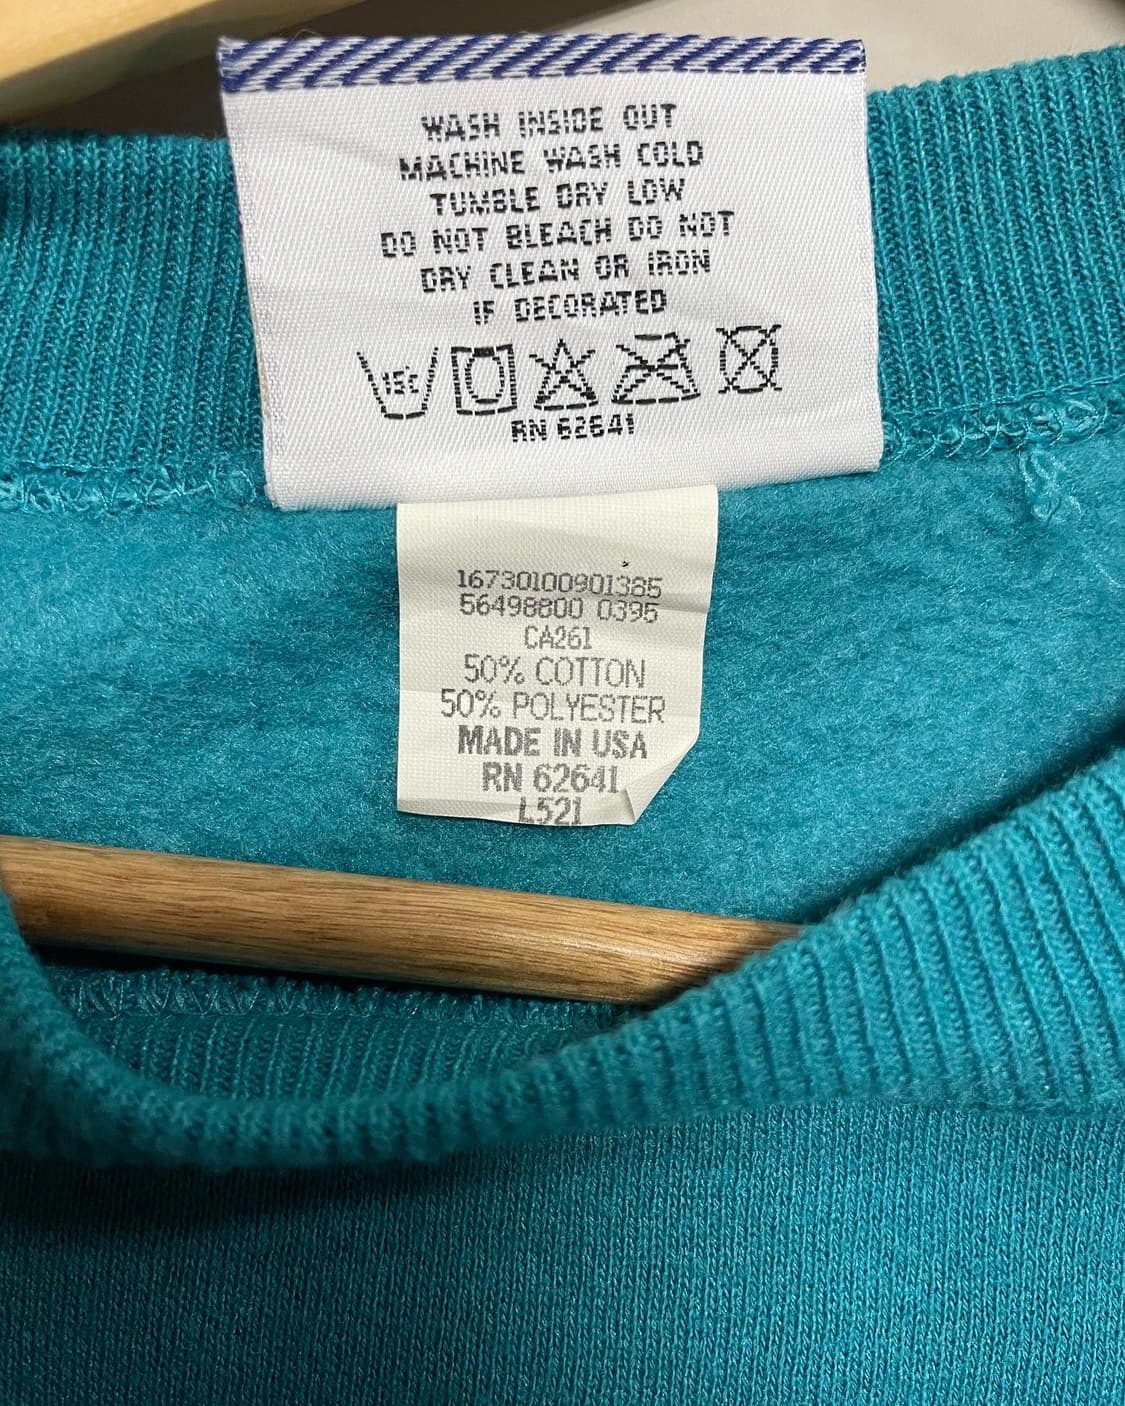 WASH INSIDE OUT
MACHINE WASH COLD
TUMBLE DRY LOW
DO NOT BLEACH DO NOT
DRY CLEAN OR IRON
IF DECORATED
15C
RN 62641
16730100901385
56498800 0395
CA261
50% COTTON
50% POLYESTER
MADE IN USA
RN 62641
L521